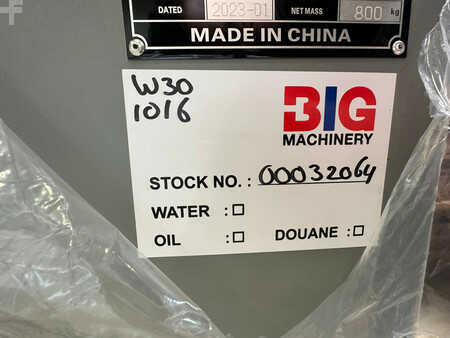 DATED 2023-01 NET MASS 800 kg
MADE IN CHINA
W30
1016
BIG
MACHINERY
STOCK NO. : 00032064
WATER : ☐
OIL : ☐ DOUANE : ☐